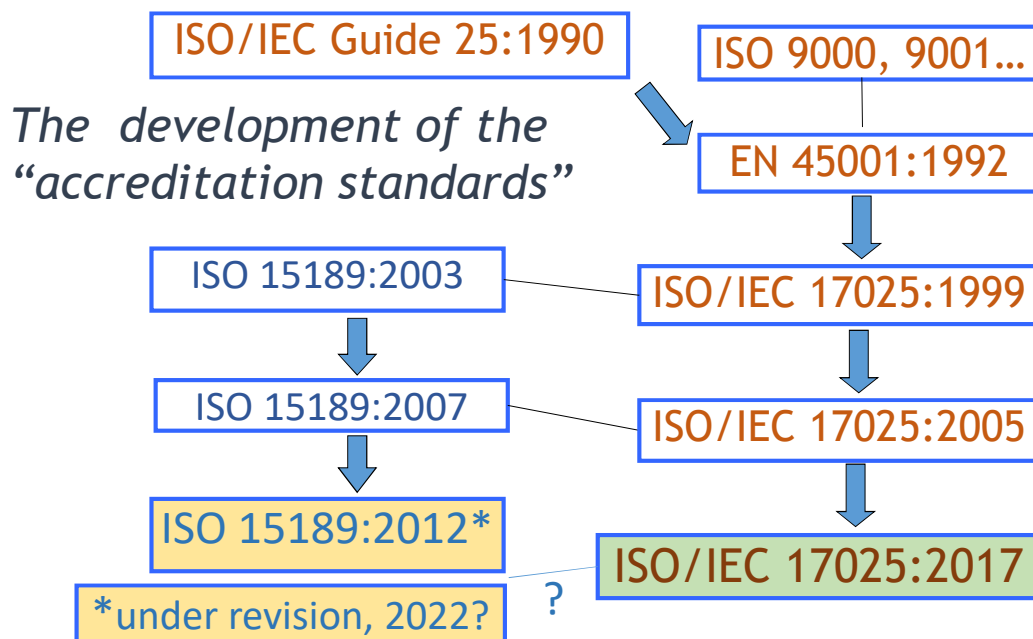 ISO/IEC Guide 25:1990
ISO 9000, 9001...
The development of the
“accreditation standards”
EN 45001:1992
ISO 15189:2003
ISO/IEC 17025:1999
ISO 15189:2007
ISO/IEC 17025:2005
ISO 15189:2012*
ISO/IEC 17025:2017
?
*under revision, 2022?